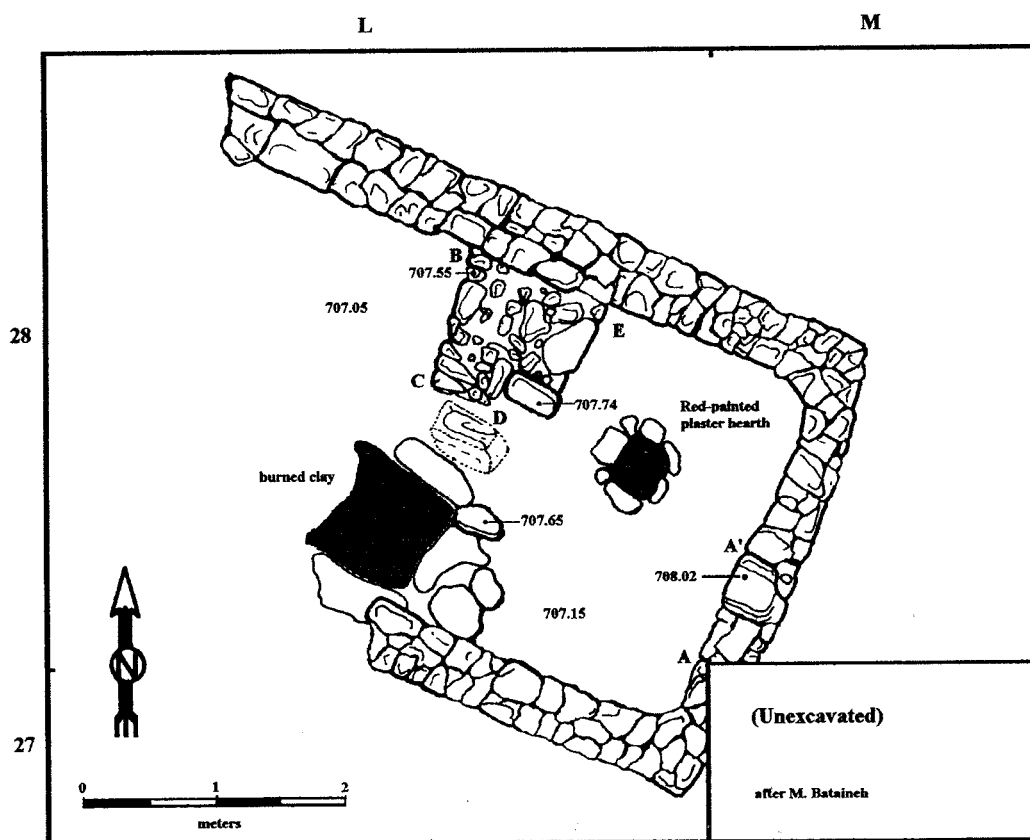 L
M
28
27
B
707.55
707.05
E
C
707.74
D
Red-painted
plaster hearth
burned clay
707.65
A'
708.02
707.15
A
N
(Unexcavated)
after M. Bataineh
0
1
2
meters